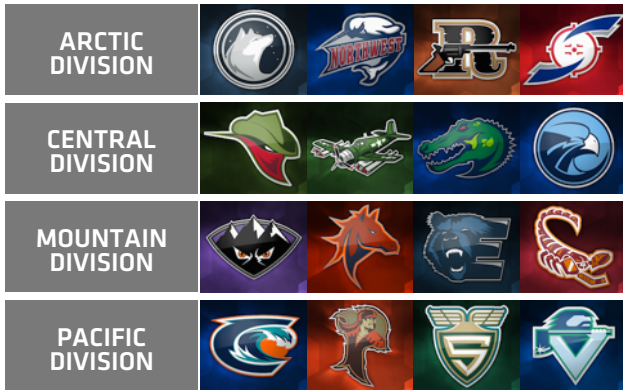 ARCTIC
DIVISION
NORTHWEST
R
S
CENTRAL
DIVISION
MOUNTAIN
DIVISION
E
PACIFIC
DIVISION
C
P
S
V